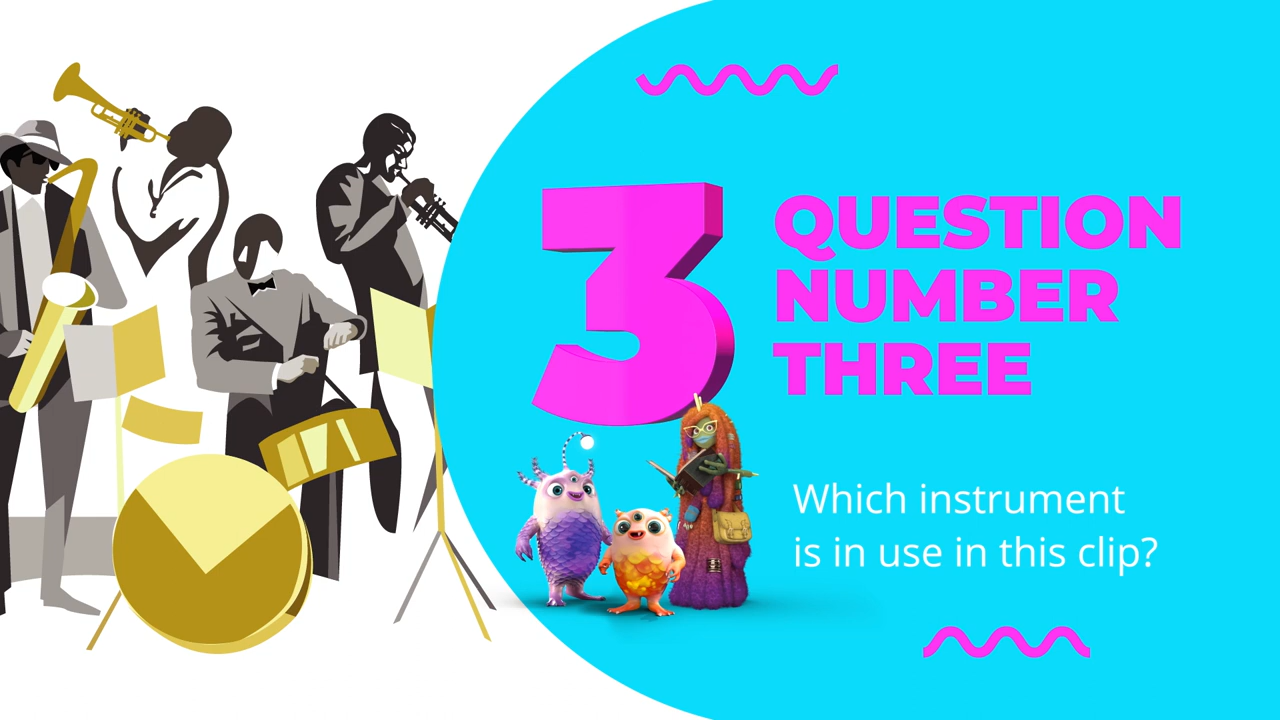 3
QUESTION
NUMBER
THREE
Which instrument
is in use in this clip?